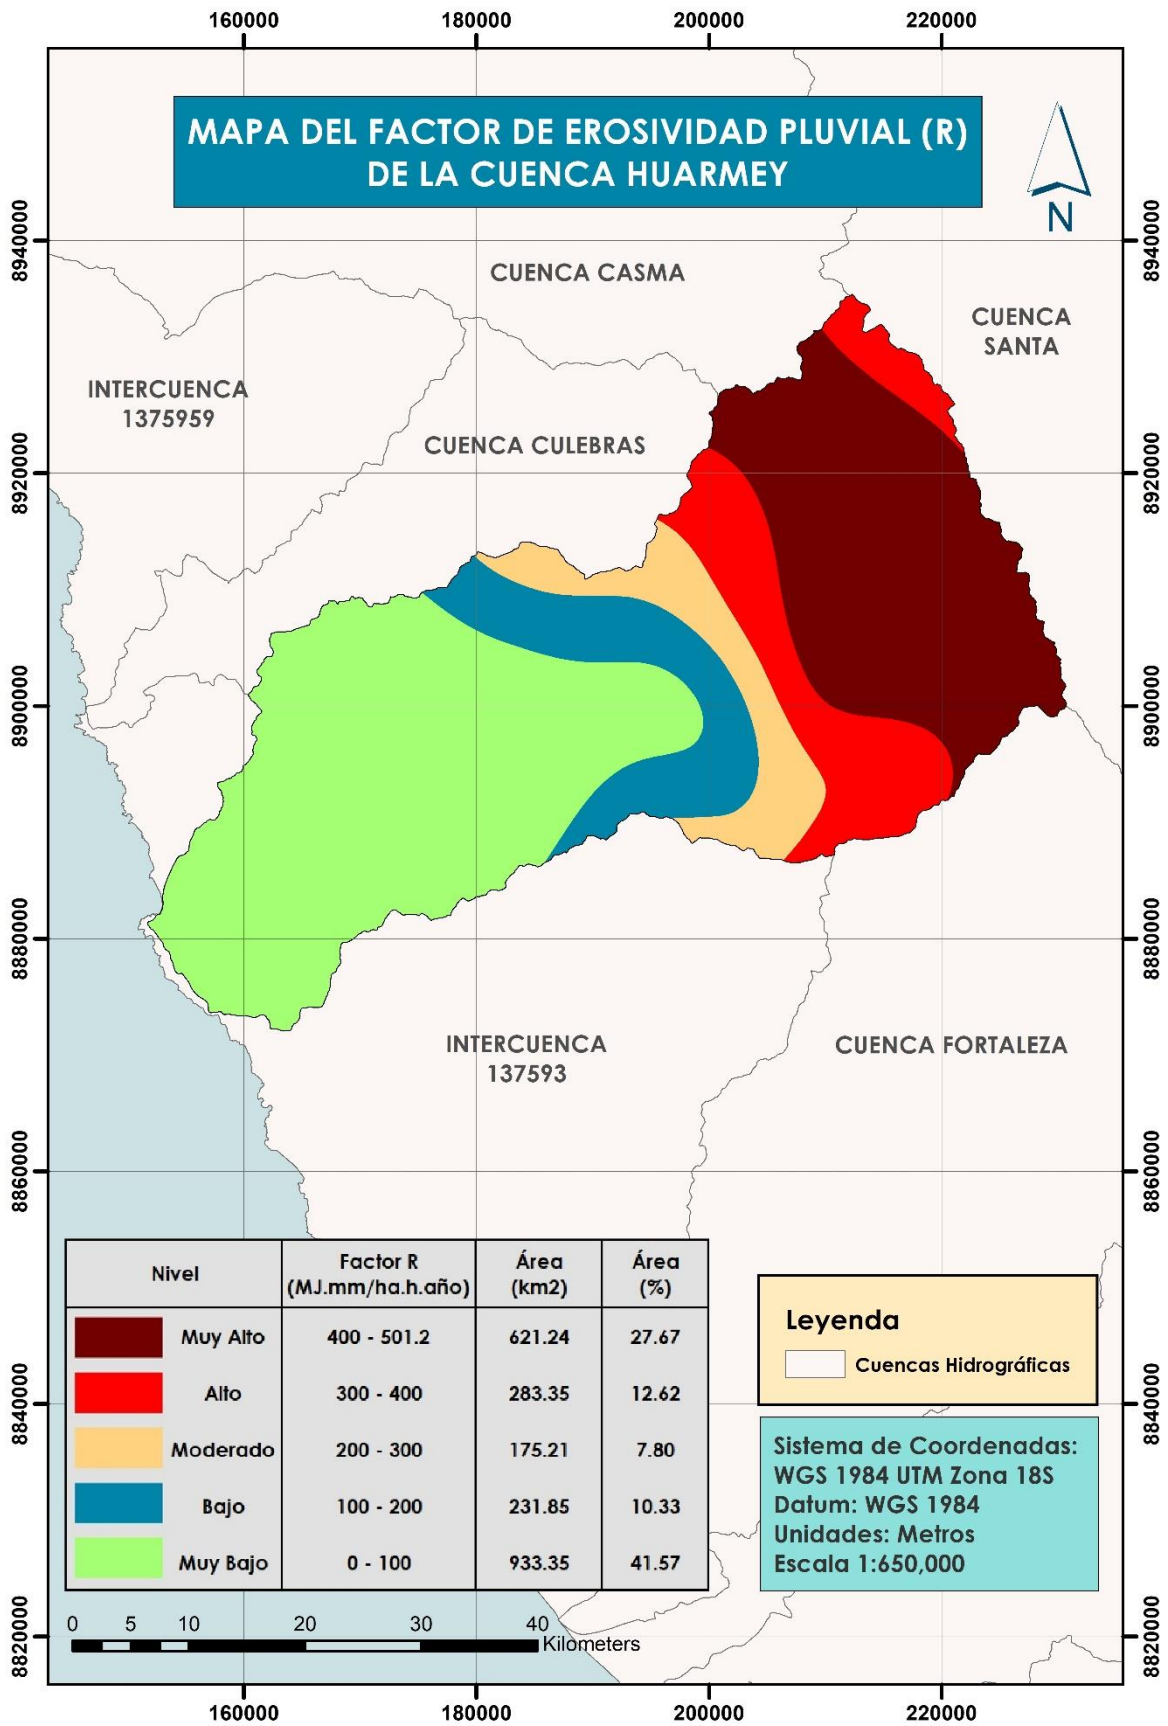 160000
180000
200000
220000
MAPA DEL FACTOR DE EROSIVIDAD PLUVIAL (R)
DE LA CUENCA HUARMEY
N
8940000
8940000
CUENCA CASMA
CUENCA
SANTA
INTERCUENCA
1375959
CUENCA CULEBRAS
8920000
8920000
8900000
8900000
8880000
8880000
INTERCUENCA
137593
CUENCA FORTALEZA
8860000
8860000
Nivel
Factor R
(MJ.mm/ha.h.año)
Área
(km2)
Área
(%)
Muy Alto 400 - 501.2 621.24 27.67
Alto 300 - 400 283.35 12.62
Moderado 200 - 300 175.21 7.80
Bajo 100 - 200 231.85 10.33
Muy Bajo 0 - 100 933.35 41.57
Leyenda
Cuencas Hidrográficas
8840000
8840000
Sistema de Coordenadas:
WGS 1984 UTM Zona 18S
Datum: WGS 1984
Unidades: Metros
Escala 1:650,000
0 5 10 20 30 40
Kilometers
8820000
8820000
160000
180000
200000
220000